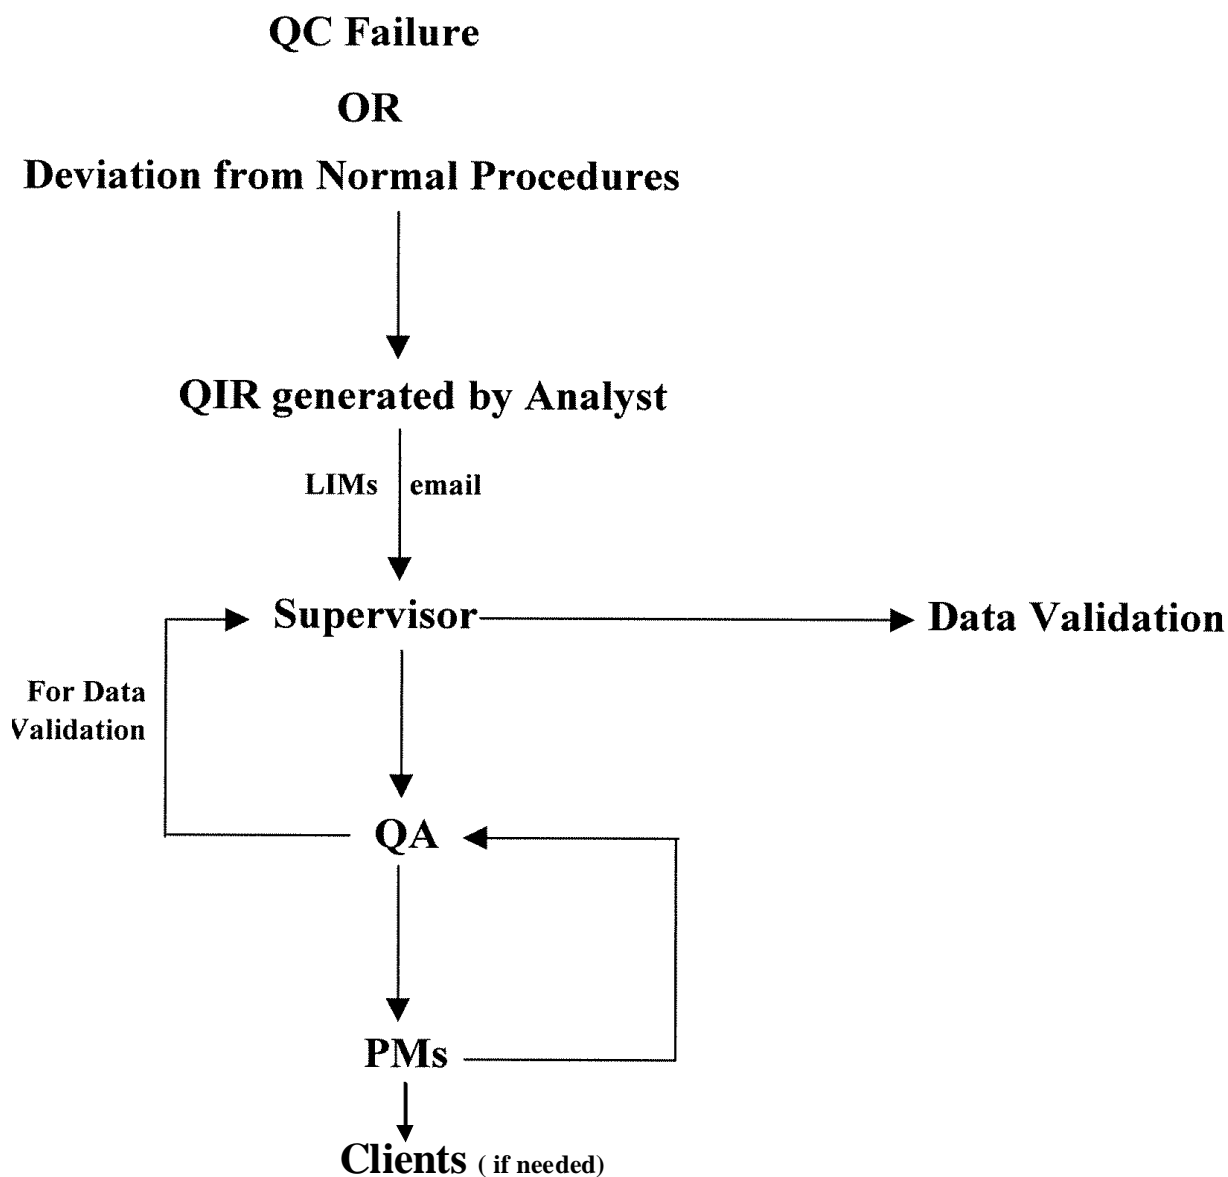 QC Failure
OR
Deviation from Normal Procedures
QIR generated by Analyst
LIMs email
Supervisor
Data Validation
For Data
Validation
QA
PMs
Clients ( if needed)